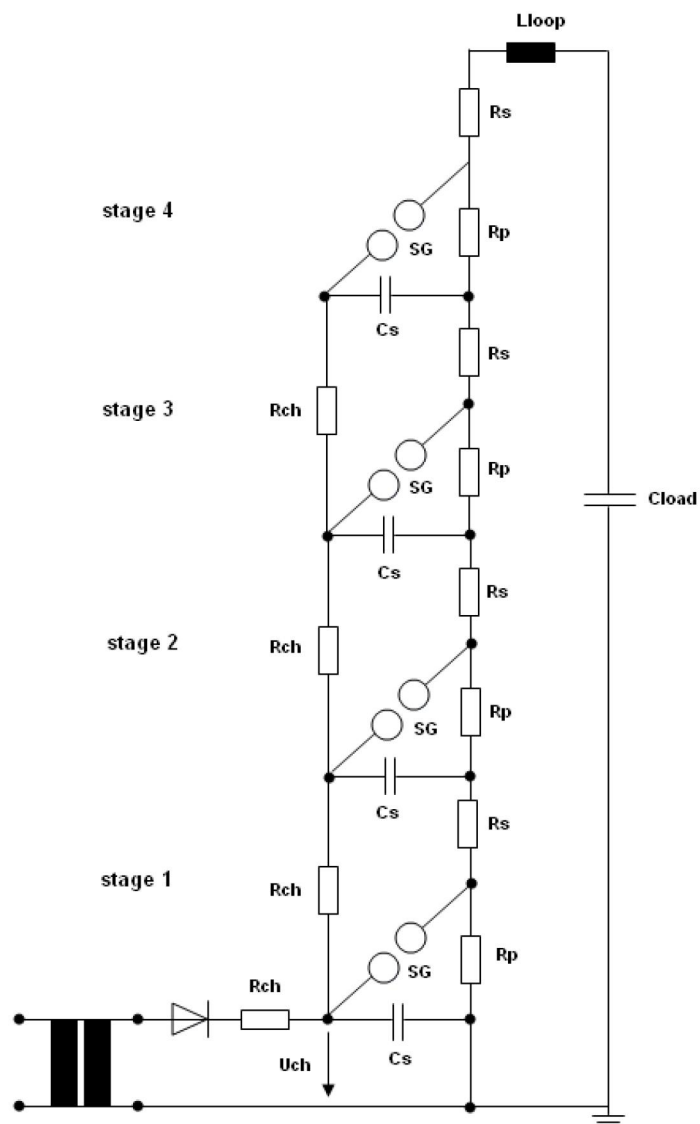 Lloop
Rs
stage 4
Rp
SG
Cs
Rs
stage 3
Rch
Rp
SG
Cload
Cs
Rs
stage 2
Rch
Rp
SG
Cs
Rs
stage 1
Rch
Rp
SG
Rch
Cs
Uch